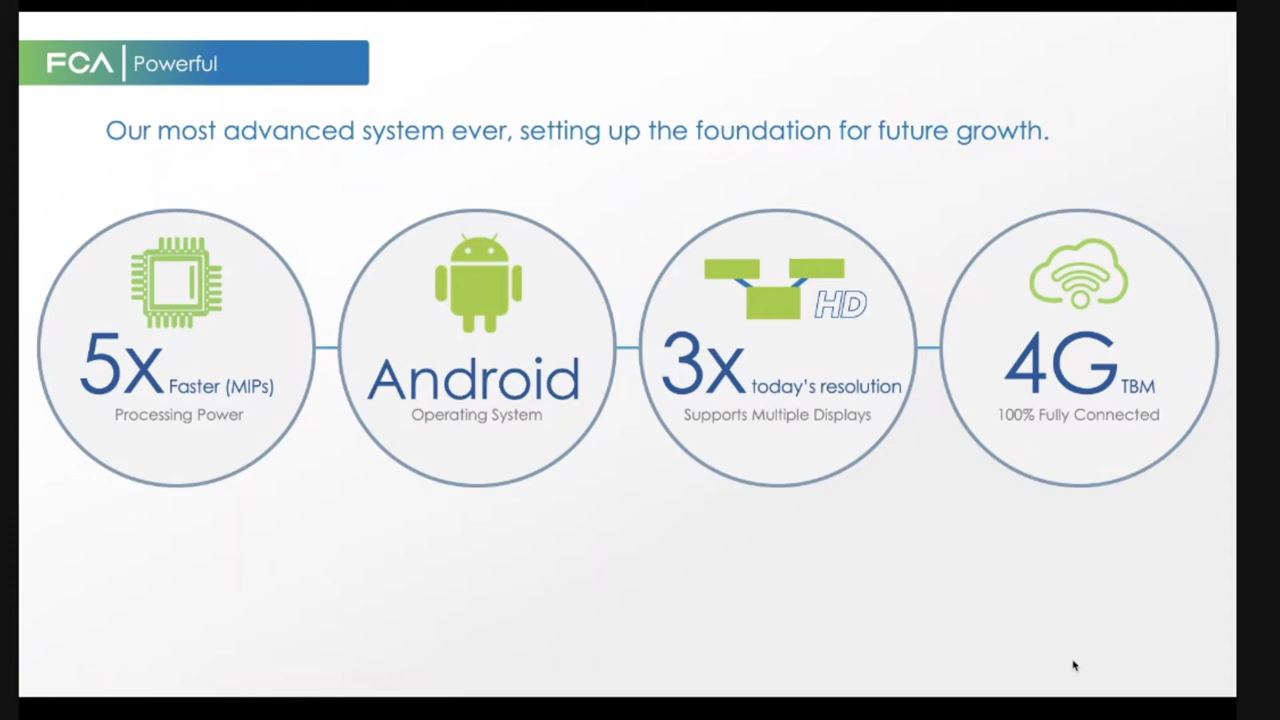 FCA | Powerful
Our most advanced system ever, setting up the foundation for future growth.
5x Faster (MIPs)
Processing Power
Android
Operating System
HD
3x today's resolution
Supports Multiple Displays
4G TBM
100% Fully Connected